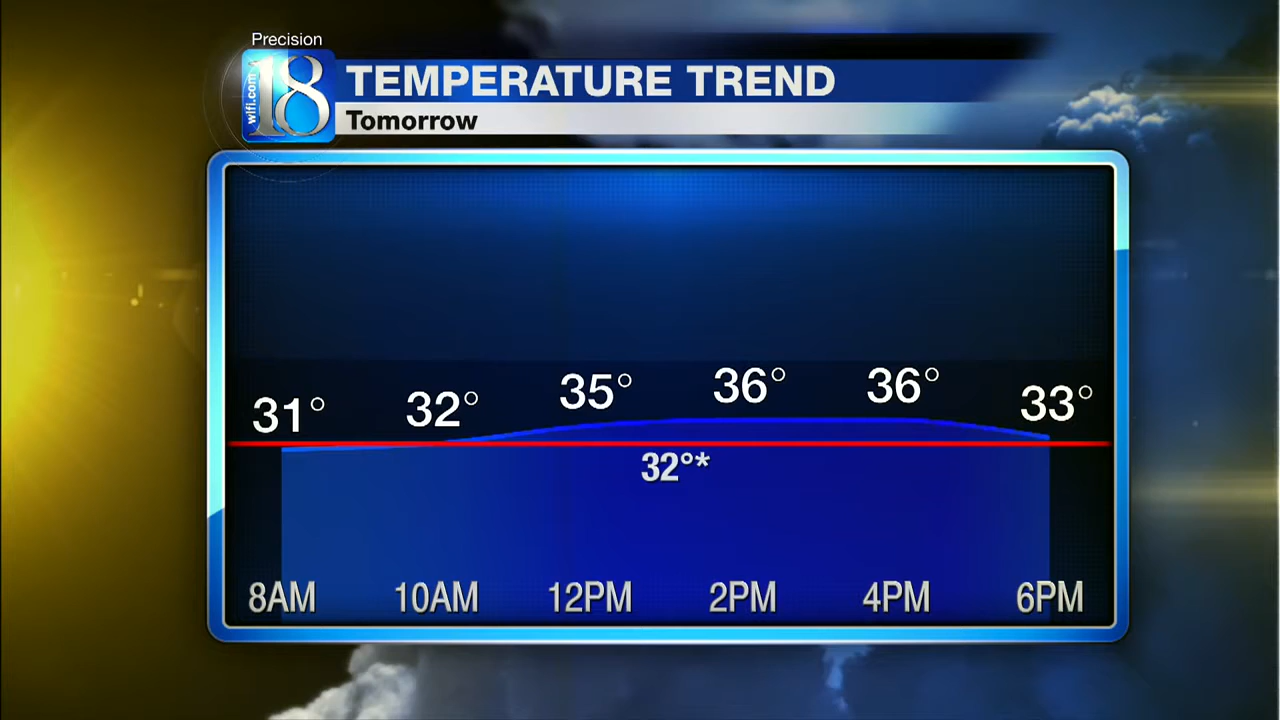 Precision
wlfi.com 18
TEMPERATURE TREND
Tomorrow
31° 32° 35° 36° 36° 33°
32°*
8AM 10AM 12PM 2PM 4PM 6PM